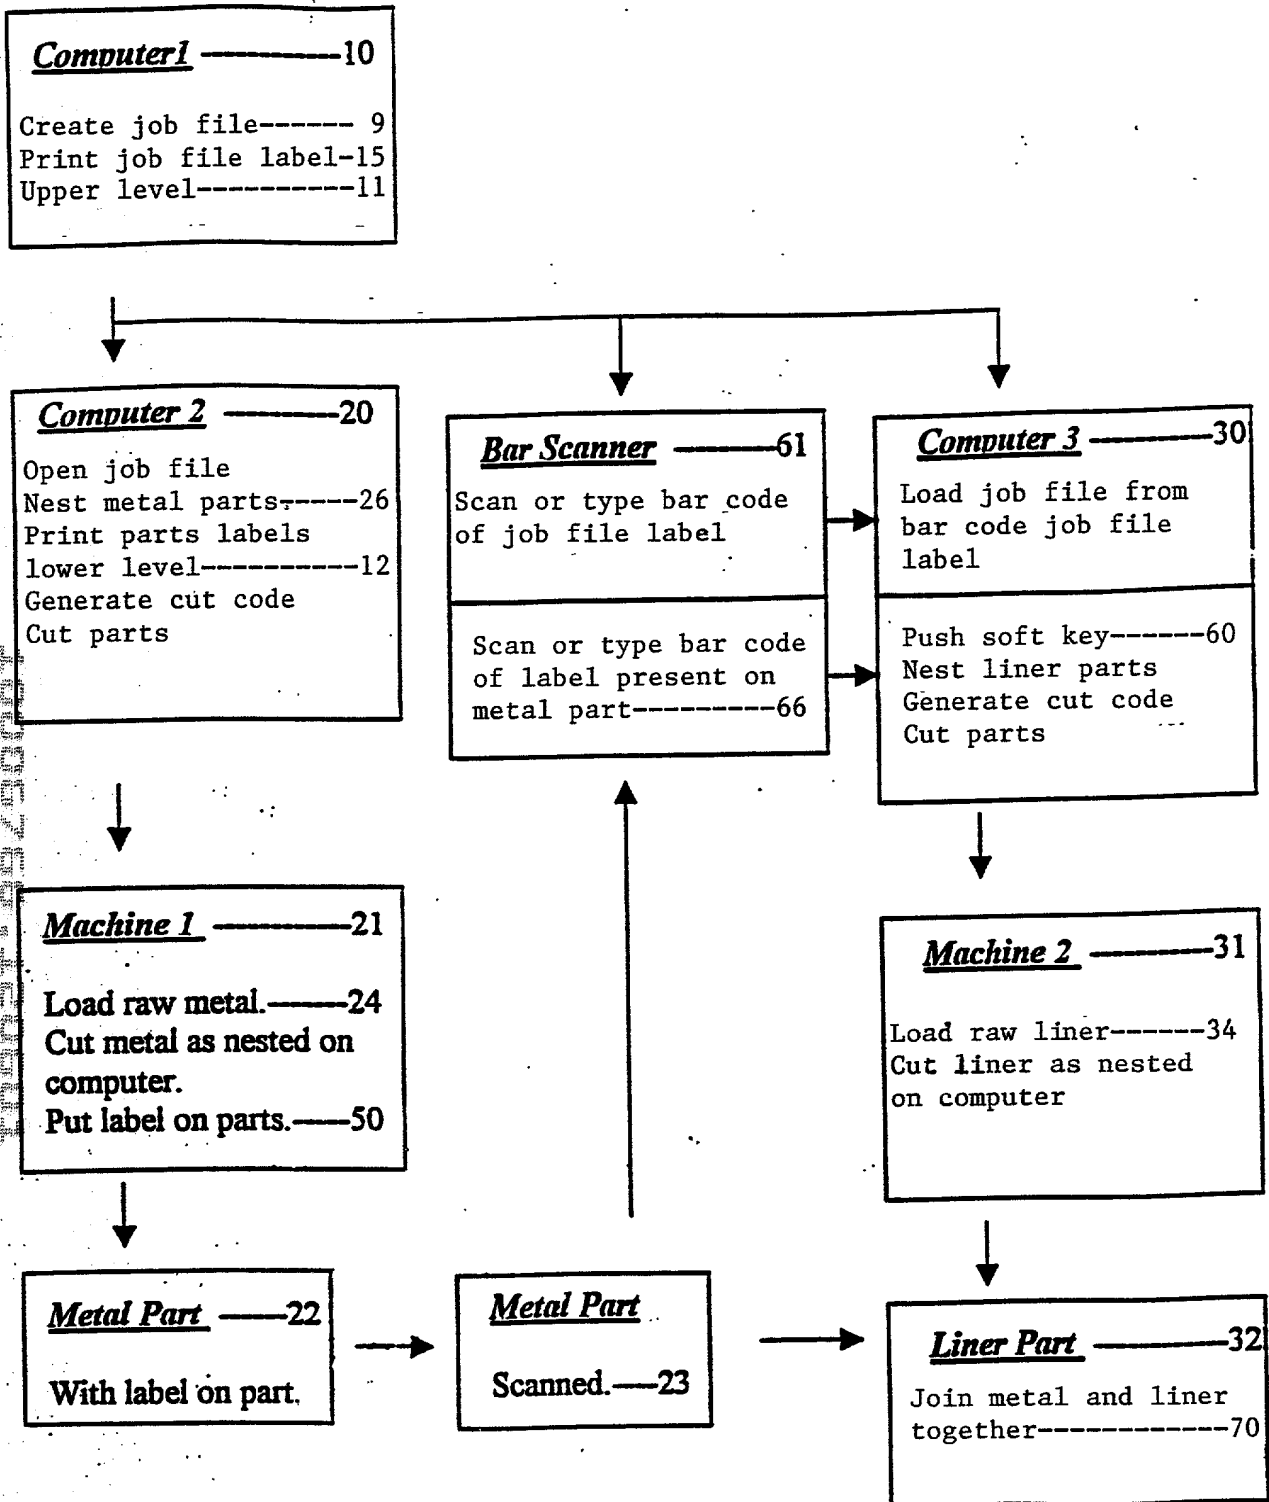 Computer1 ----------10
Create job file------ 9
Print job file label-15
Upper level----------11
Computer 2 --------20
Open job file
Nest metal parts-----26
Print parts labels
lower level----------12
Generate cut code
Cut parts
Bar Scanner ------61
Scan or type bar code
of job file label
Scan or type bar code
of label present on
metal part---------66
Computer 3 --------30
Load job file from
bar code job file
label
Push soft key------60
Nest liner parts
Generate cut code
Cut parts
Machine 1 --------21
Load raw metal.-----24
Cut metal as nested on
computer.
Put label on parts.----50
Machine 2 --------31
Load raw liner------34
Cut liner as nested
on computer
Metal Part -----22
With label on part.
Metal Part
Scanned.---23
Liner Part --------32
Join metal and liner
together------------70